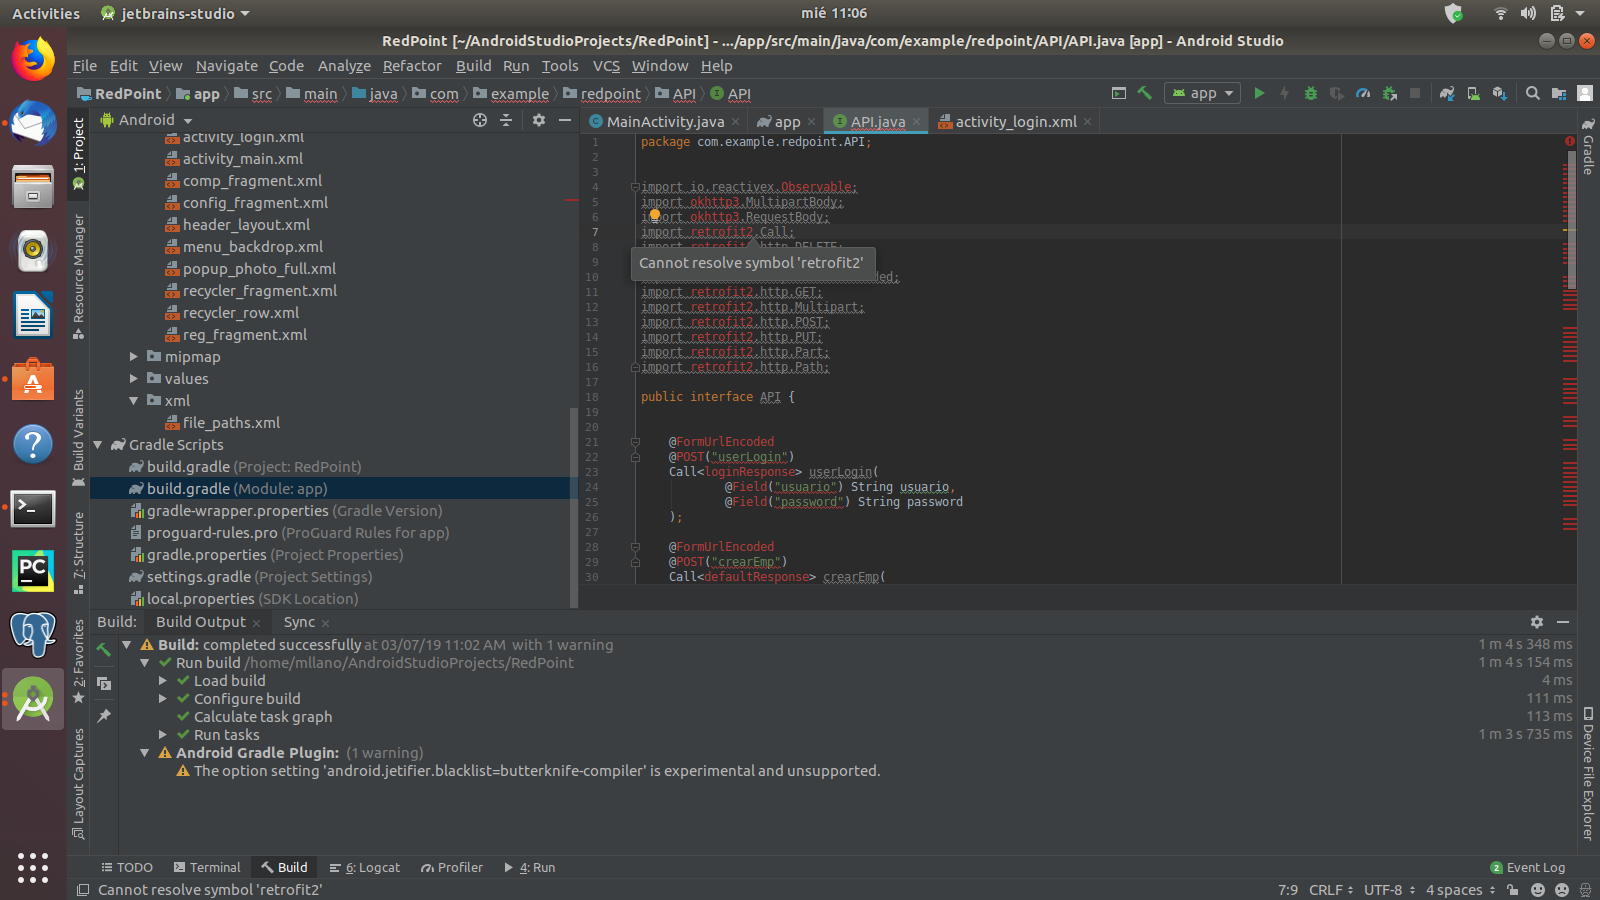 Activities
jetbrains-studio
mié 11:06
RedPoint [~/AndroidStudioProjects/RedPoint] - .../app/src/main/java/com/example/redpoint/API/API.java [app] - Android Studio
File Edit View Navigate Code Analyze Refactor Build Run Tools VCS Window Help
RedPoint app src main java com example redpoint API API
app
Android
MainActivity.java app API.java activity_login.xml
1: Project
Resource Manager
Build Variants
7: Structure
2: Favorites
Layout Captures
activity_login.xml
activity_main.xml
comp_fragment.xml
config_fragment.xml
header_layout.xml
menu_backdrop.xml
popup_photo_full.xml
recycler_fragment.xml
recycler_row.xml
reg_fragment.xml
mipmap
values
xml
file_paths.xml
Gradle Scripts
build.gradle (Project: RedPoint)
build.gradle (Module: app)
gradle-wrapper.properties (Gradle Version)
proguard-rules.pro (ProGuard Rules for app)
gradle.properties (Project Properties)
settings.gradle (Project Settings)
local.properties (SDK Location)
1 package com.example.redpoint.API;
2
3
4 import io.reactivex.Observable;
5 import okhttp3.MultipartBody;
6 import okhttp3.RequestBody;
7 import retrofit2.Call;
8 import retrofit2.http.DELETE;
9
Cannot resolve symbol 'retrofit2'
10 ded;
11 import retrofit2.http.GET;
12 import retrofit2.http.Multipart;
13 import retrofit2.http.POST;
14 import retrofit2.http.PUT;
15 import retrofit2.http.Part;
16 import retrofit2.http.Path;
17
18 public interface API {
19
20
21 @FormUrlEncoded
22 @POST("userLogin")
23 Call<loginResponse> userLogin(
24 @Field("usuario") String usuario,
25 @Field("password") String password
26 );
27
28 @FormUrlEncoded
29 @POST("crearEmp")
30 Call<defaultResponse> crearEmp(
Gradle
Device File Explorer
Build: Build Output Sync
Build: completed successfully at 03/07/19 11:02 AM with 1 warning 1 m 4 s 348 ms
Run build /home/mllano/AndroidStudioProjects/RedPoint 1 m 4 s 154 ms
Load build 4 ms
Configure build 111 ms
Calculate task graph 113 ms
Run tasks 1 m 3 s 735 ms
Android Gradle Plugin: (1 warning)
The option setting 'android.jetifier.blacklist=butterknife-compiler' is experimental and unsupported.
TODO Terminal Build 6: Logcat Profiler 4: Run 2 Event Log
Cannot resolve symbol 'retrofit2' 7:9 CRLF UTF-8 4 spaces
PC